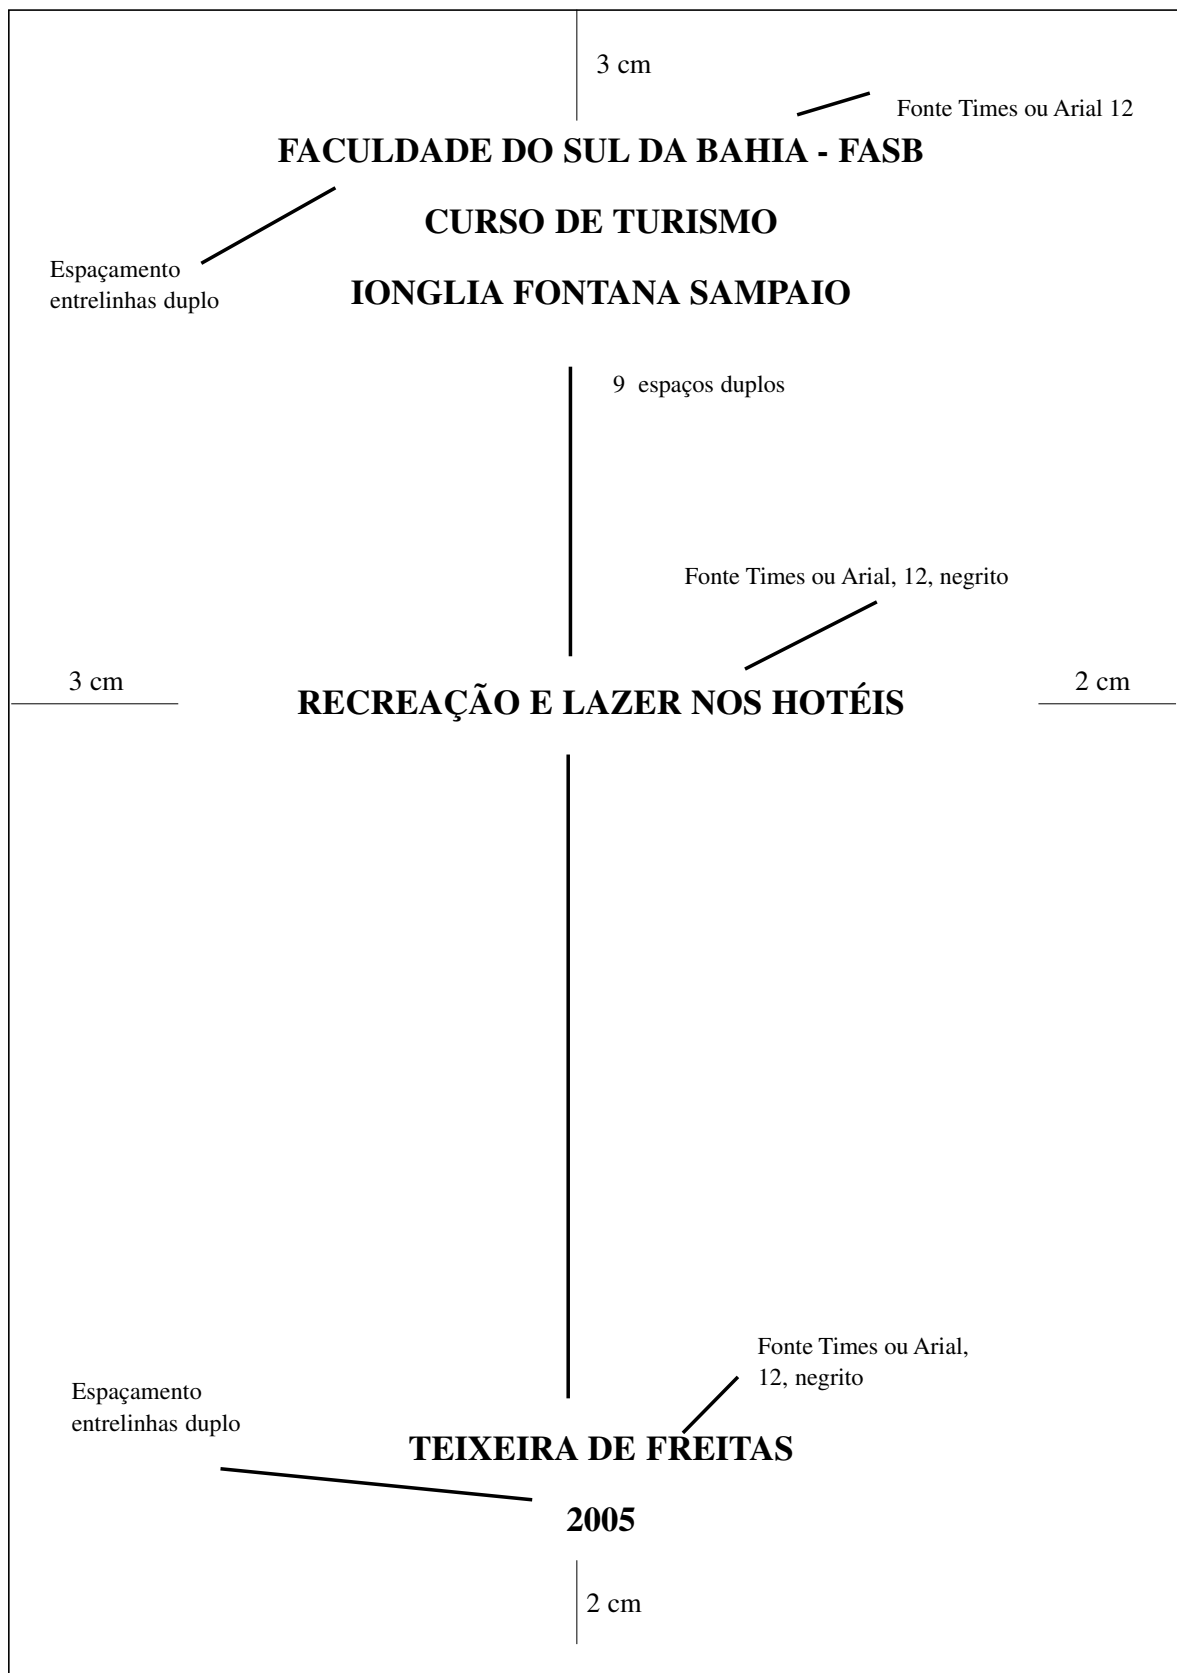 3 cm
Fonte Times ou Arial 12
FACULDADE DO SUL DA BAHIA - FASB
CURSO DE TURISMO
Espaçamento
entrelinhas duplo
IONGLIA FONTANA SAMPAIO
9 espaços duplos
Fonte Times ou Arial, 12, negrito
3 cm
RECREAÇÃO E LAZER NOS HOTÉIS
2 cm
Fonte Times ou Arial,
12, negrito
Espaçamento
entrelinhas duplo
TEIXEIRA DE FREITAS
2005
2 cm